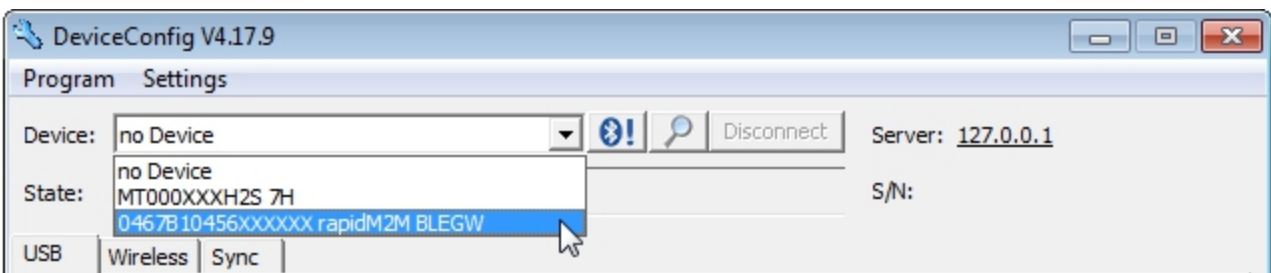 DeviceConfig V4.17.9
Program Settings
Device: no Device ! Disconnect Server: 127.0.0.1
no Device
State: MT000XXXH2S 7H S/N:
0467B10456XXXXXX rapidM2M BLEGW
USB Wireless Sync